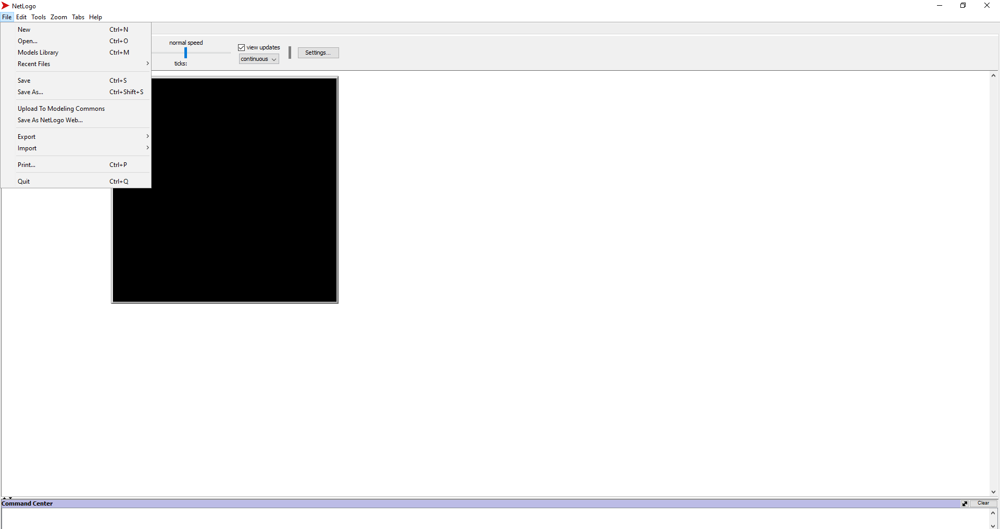 NetLogo
File Edit Tools Zoom Tabs Help
New Ctrl+N
Open... Ctrl+O
Models Library Ctrl+M
Recent Files
Save Ctrl+S
Save As... Ctrl+Shift+S
Upload To Modeling Commons
Save As NetLogo Web...
Export
Import
Print... Ctrl+P
Quit Ctrl+Q
normal speed
ticks:
view updates
continuous
Settings...
Command Center
Clear